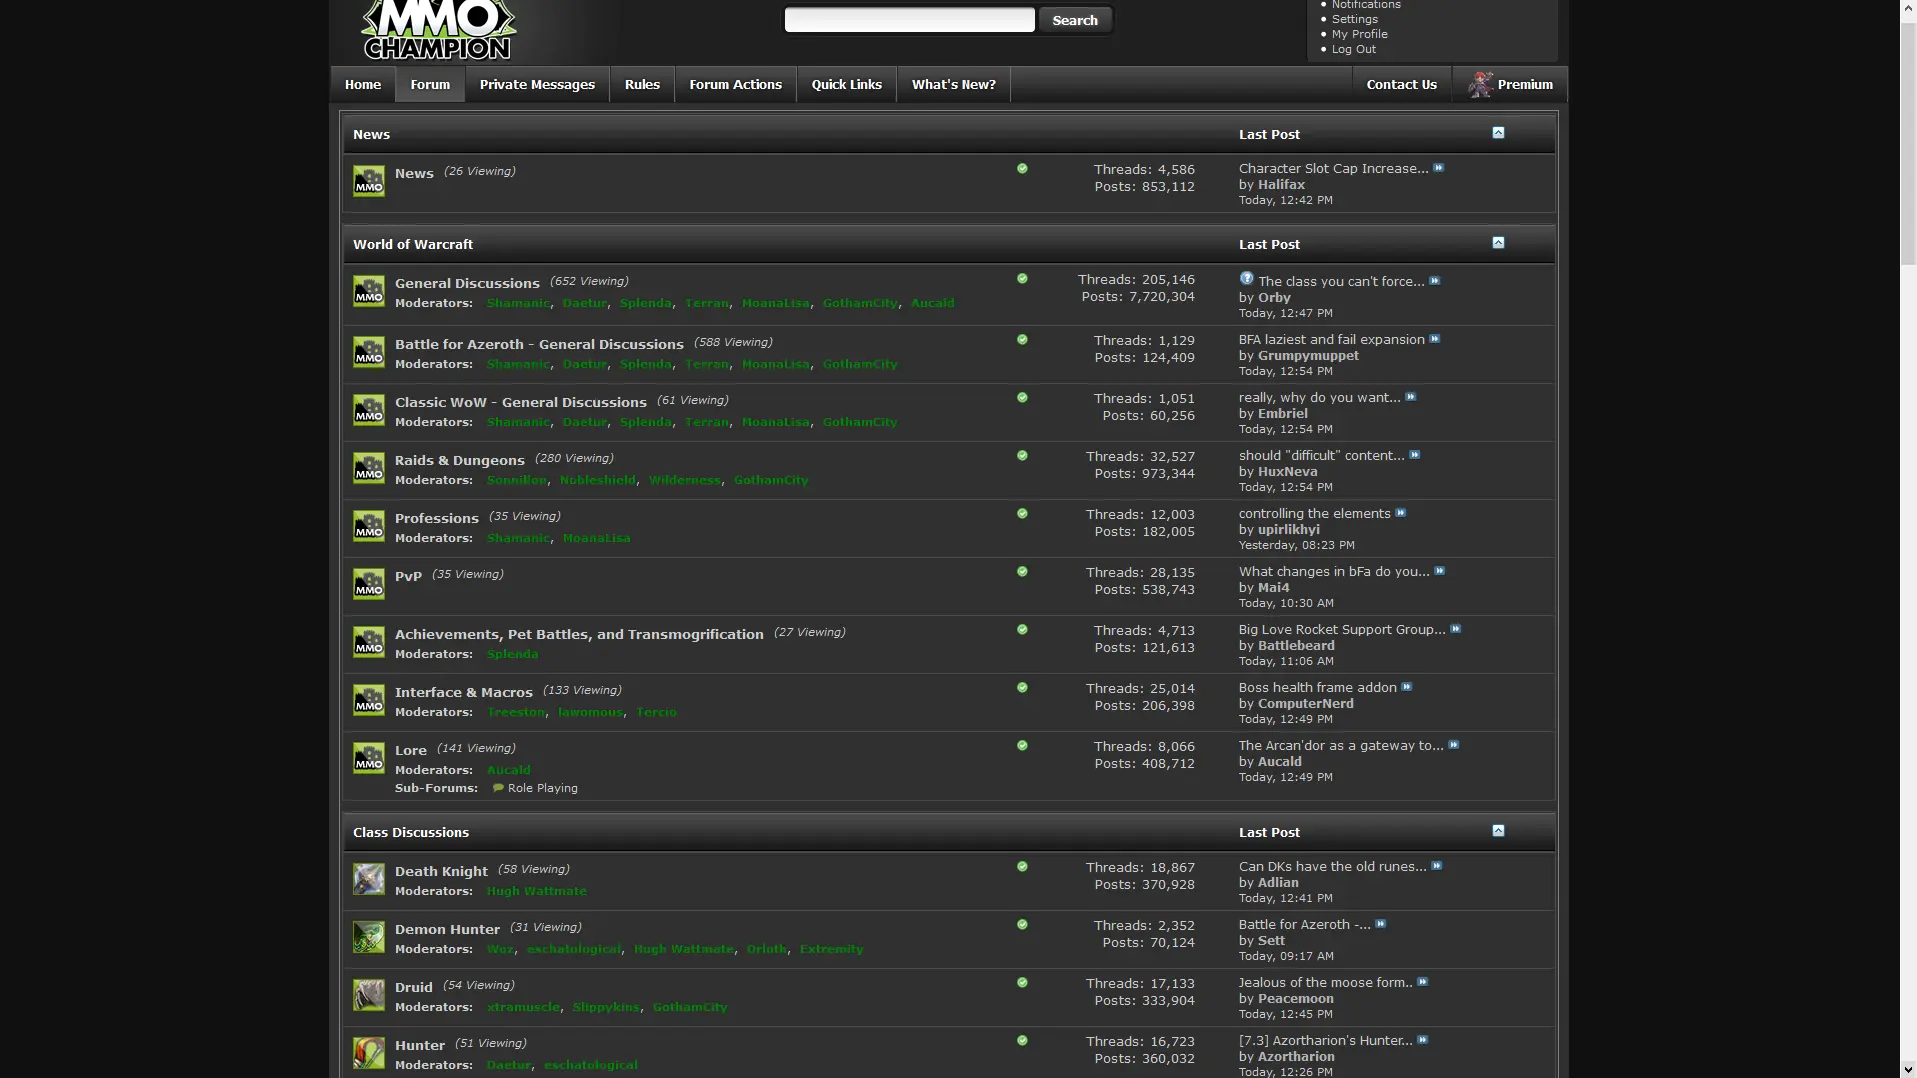 MMO
CHAMPION
Search
Notifications
Settings
My Profile
Log Out
Home Forum Private Messages Rules Forum Actions Quick Links What's New? Contact Us Premium
News Last Post
News (26 Viewing) Threads: 4,586 Character Slot Cap Increase...
Posts: 853,112 by Halifax
Today, 12:42 PM
World of Warcraft Last Post
General Discussions (652 Viewing) Threads: 205,146 The class you can't force...
Moderators: Shamanic, Daetur, Splenda, Terran, MoanaLisa, GothamCity, Aucald Posts: 7,720,304 by Orby
Today, 12:47 PM
Battle for Azeroth - General Discussions (588 Viewing) Threads: 1,129 BFA laziest and fail expansion
Moderators: Shamanic, Daetur, Splenda, Terran, MoanaLisa, GothamCity Posts: 124,409 by Grumpymuppet
Today, 12:54 PM
Classic WoW - General Discussions (61 Viewing) Threads: 1,051 really, why do you want...
Moderators: Shamanic, Daetur, Splenda, Terran, MoanaLisa, GothamCity Posts: 60,256 by Embriel
Today, 12:54 PM
Raids & Dungeons (280 Viewing) Threads: 32,527 should "difficult" content...
Moderators: Sonnillon, Nobleshield, Wilderness, GothamCity Posts: 973,344 by HuxNeva
Today, 12:54 PM
Professions (35 Viewing) Threads: 12,003 controlling the elements
Moderators: Shamanic, MoanaLisa Posts: 182,005 by upirlikhyi
Yesterday, 08:23 PM
PvP (35 Viewing) Threads: 28,135 What changes in bFa do you...
Posts: 538,743 by Mai4
Today, 10:30 AM
Achievements, Pet Battles, and Transmogrification (27 Viewing) Threads: 4,713 Big Love Rocket Support Group...
Moderators: Splenda Posts: 121,613 by Battlebeard
Today, 11:06 AM
Interface & Macros (133 Viewing) Threads: 25,014 Boss health frame addon
Moderators: Treeston, lawomous, Tercio Posts: 206,398 by ComputerNerd
Today, 12:49 PM
Lore (141 Viewing) Threads: 8,066 The Arcan'dor as a gateway to...
Moderators: Aucald Posts: 408,712 by Aucald
Sub-Forums: Role Playing Today, 12:49 PM
Class Discussions Last Post
Death Knight (58 Viewing) Threads: 18,867 Can DKs have the old runes...
Moderators: Hugh Wattmate Posts: 370,928 by Adlian
Today, 12:41 PM
Demon Hunter (31 Viewing) Threads: 2,352 Battle for Azeroth -...
Moderators: Woz, eschatological, Hugh Wattmate, Drinth, Extremity Posts: 70,124 by Sett
Today, 09:17 AM
Druid (54 Viewing) Threads: 17,133 Jealous of the moose form..
Moderators: xtramuscle, Slippykins, GothamCity Posts: 333,904 by Peacemoon
Today, 12:45 PM
Hunter (51 Viewing) Threads: 16,723 [7.3] Azortharion's Hunter...
Moderators: Daetur, eschatological Posts: 360,032 by Azortharion
Today, 12:26 PM